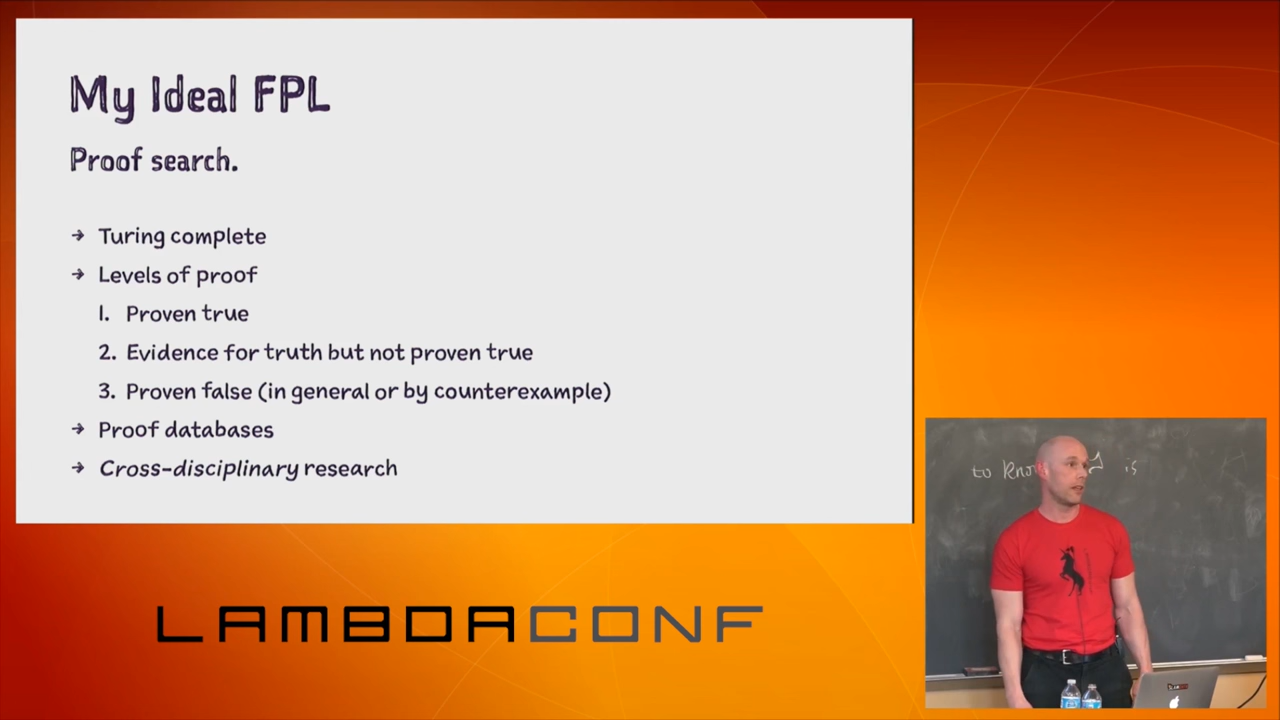 My Ideal FPL
Proof search.
→ Turing complete
→ Levels of proof
1. Proven true
2. Evidence for truth but not proven true
3. Proven false (in general or by counterexample)
→ Proof databases
→ Cross-disciplinary research
LAMBDACONF
to is